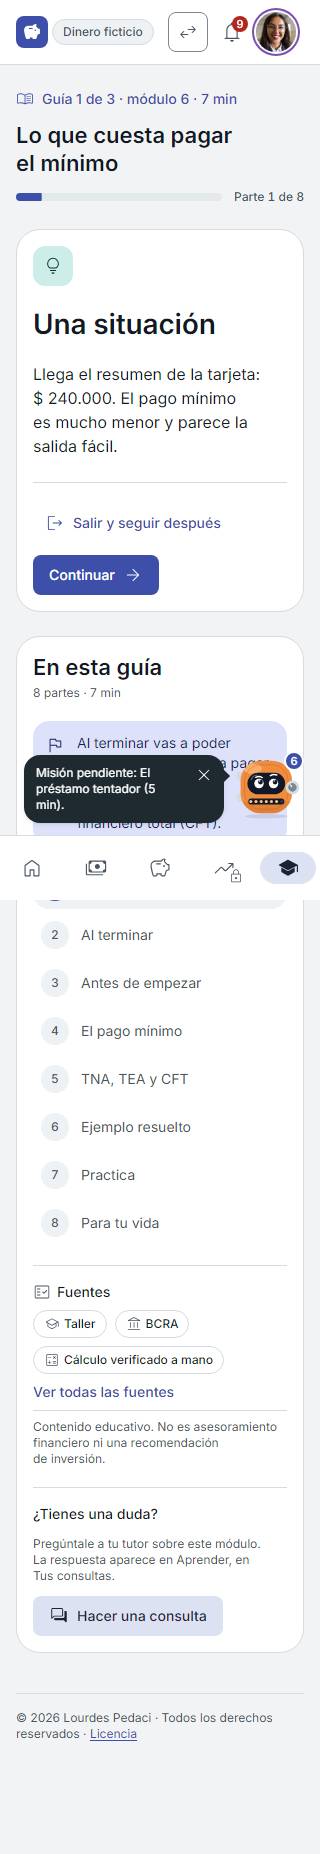 Dinero ficticio
9
Guía 1 de 3 · módulo 6 · 7 min
Lo que cuesta pagar
el mínimo
Parte 1 de 8
Una situación
Llega el resumen de la tarjeta:
$ 240.000. El pago mínimo
es mucho menor y parece la
salida fácil.
Salir y seguir después
Continuar
En esta guía
8 partes · 7 min
Al terminar vas a poder
Misión pendiente: El
préstamo tentador (5
min).
6
financiero total (CFT).
2 Al terminar
3 Antes de empezar
4 El pago mínimo
5 TNA, TEA y CFT
6 Ejemplo resuelto
7 Practica
8 Para tu vida
Fuentes
Taller
BCRA
Cálculo verificado a mano
Ver todas las fuentes
Contenido educativo. No es asesoramiento
financiero ni una recomendación
de inversión.
¿Tienes una duda?
Pregúntale a tu tutor sobre este módulo.
La respuesta aparece en Aprender, en
Tus consultas.
Hacer una consulta
© 2026 Lourdes Pedaci · Todos los derechos
reservados · Licencia